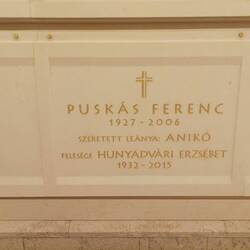 PUSKÁS FERENC
1927 - 2006
SZERETETT LEÁNYA: ANIKÓ
FELESÉGE HUNYADVÁRI ERZSÉBET
1932 - 2015